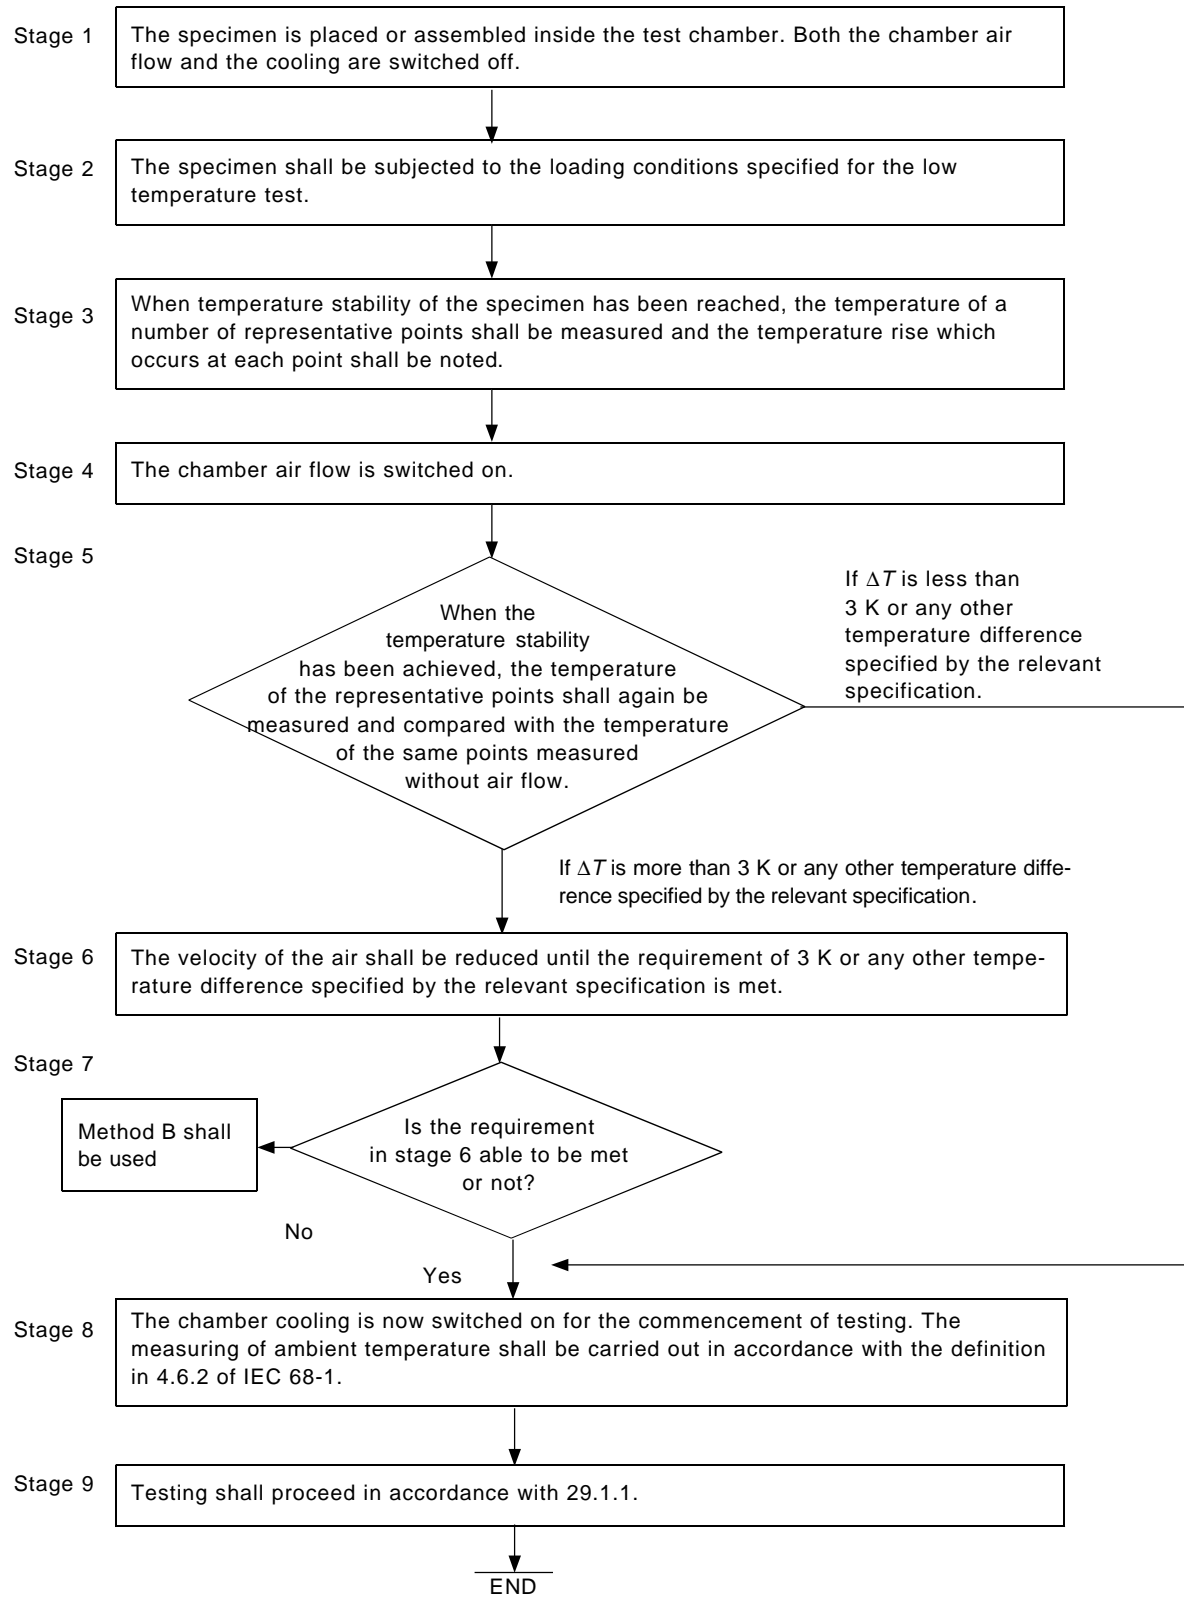 Stage 1
The specimen is placed or assembled inside the test chamber. Both the chamber air
flow and the cooling are switched off.
Stage 2
The specimen shall be subjected to the loading conditions specified for the low
temperature test.
Stage 3
When temperature stability of the specimen has been reached, the temperature of a
number of representative points shall be measured and the temperature rise which
occurs at each point shall be noted.
Stage 4
The chamber air flow is switched on.
Stage 5
When the
temperature stability
has been achieved, the temperature
of the representative points shall again be
measured and compared with the temperature
of the same points measured
without air flow.
If ΔT is less than
3 K or any other
temperature difference
specified by the relevant
specification.
If ΔT is more than 3 K or any other temperature diffe-
rence specified by the relevant specification.
Stage 6
The velocity of the air shall be reduced until the requirement of 3 K or any other tempe-
rature difference specified by the relevant specification is met.
Stage 7
Method B shall
be used
Is the requirement
in stage 6 able to be met
or not?
No
Yes
Stage 8
The chamber cooling is now switched on for the commencement of testing. The
measuring of ambient temperature shall be carried out in accordance with the definition
in 4.6.2 of IEC 68-1.
Stage 9
Testing shall proceed in accordance with 29.1.1.
END